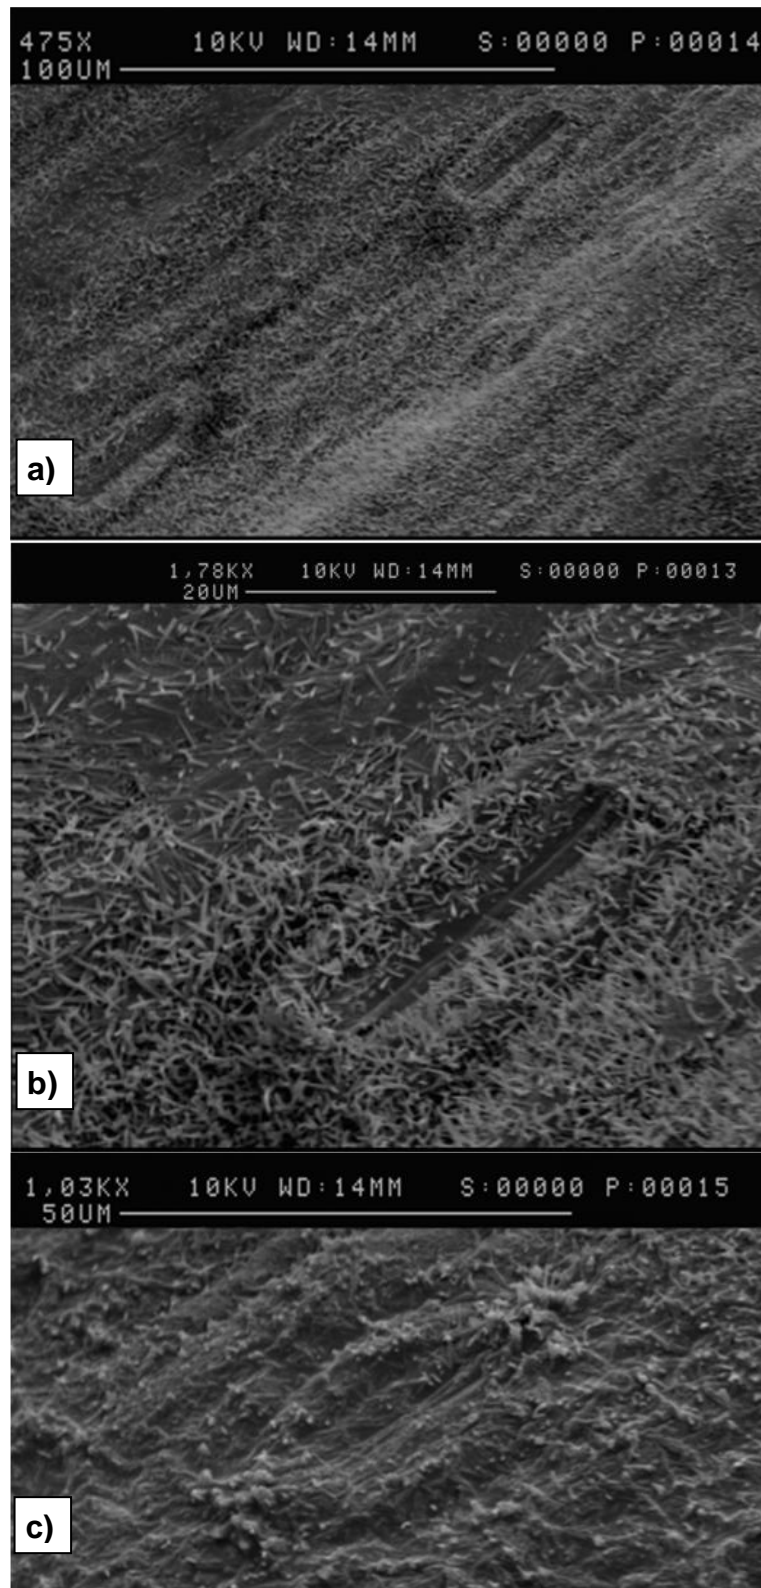 475X 10KV WD:14MM S:00000 P:00014
100UM
a)
1,78KX 10KV WD:14MM S:00000 P:00013
20UM
b)
1,03KX 10KV WD:14MM S:00000 P:00015
50UM
c)